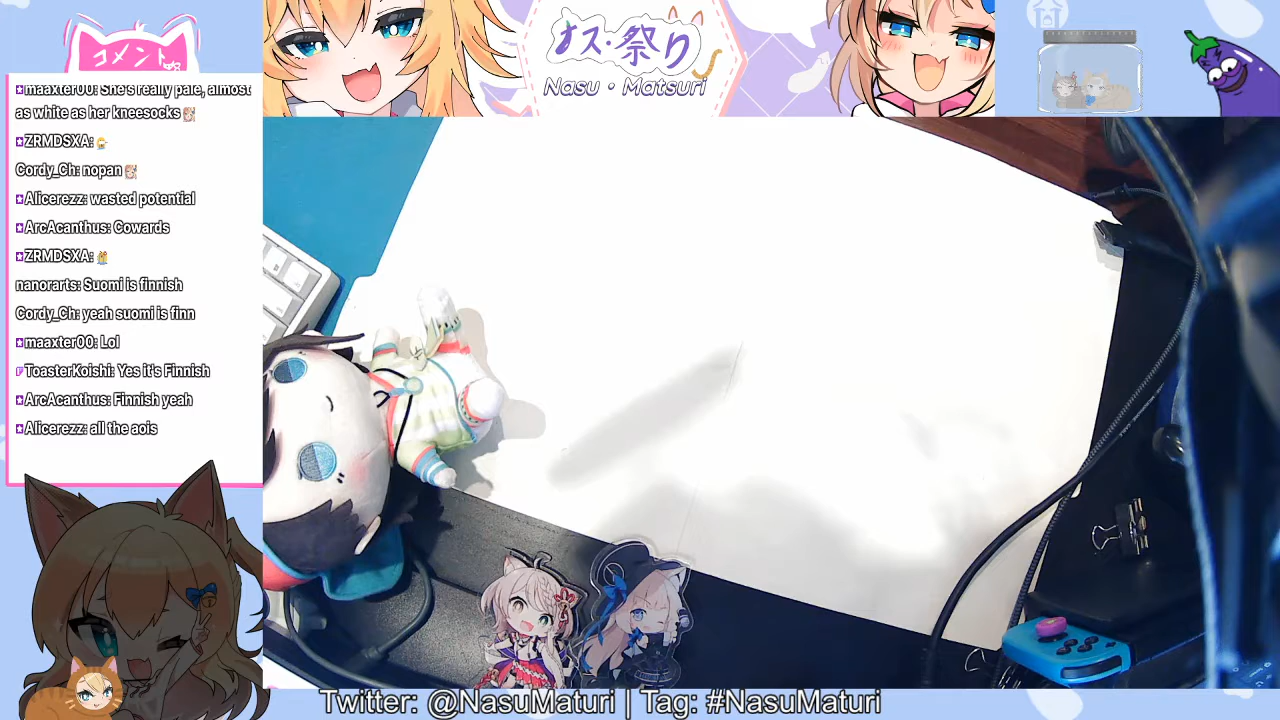 コメント
maaxter00: She's really pale, almost
as white as her kneesocks
ZRMDSXA:
Cordy_Ch: nopan
Alicerezz: wasted potential
ArcAcanthus: Cowards
ZRMDSXA:
nanorarts: Suomi is finnish
Cordy_Ch: yeah suomi is finn
maaxter00: Lol
ToasterKoishi: Yes it's Finnish
ArcAcanthus: Finnish yeah
Alicerezz: all the aois
ナス・祭り
Nasu・Matsuri
Twitter: @NasuMaturi | Tag: #NasuMaturi